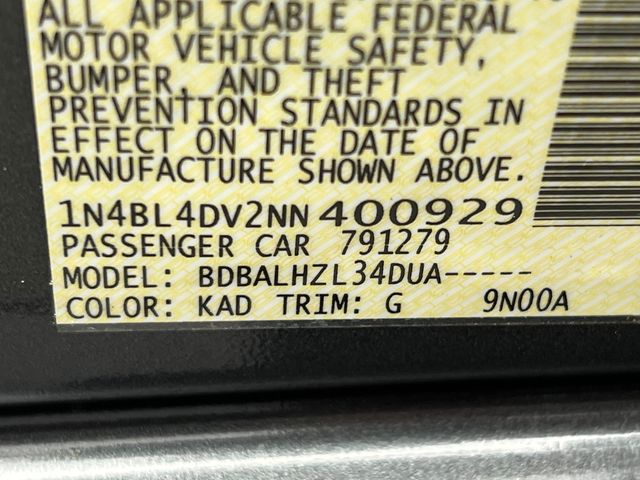 ALL APPLICABLE FEDERAL
MOTOR VEHICLE SAFETY,
BUMPER, AND THEFT
PREVENTION STANDARDS IN
EFFECT ON THE DATE OF
MANUFACTURE SHOWN ABOVE.
1N4BL4DV2NN400929
PASSENGER CAR 791279
MODEL: BDBALHZL34DUA-----
COLOR: KAD TRIM: G 9N00A